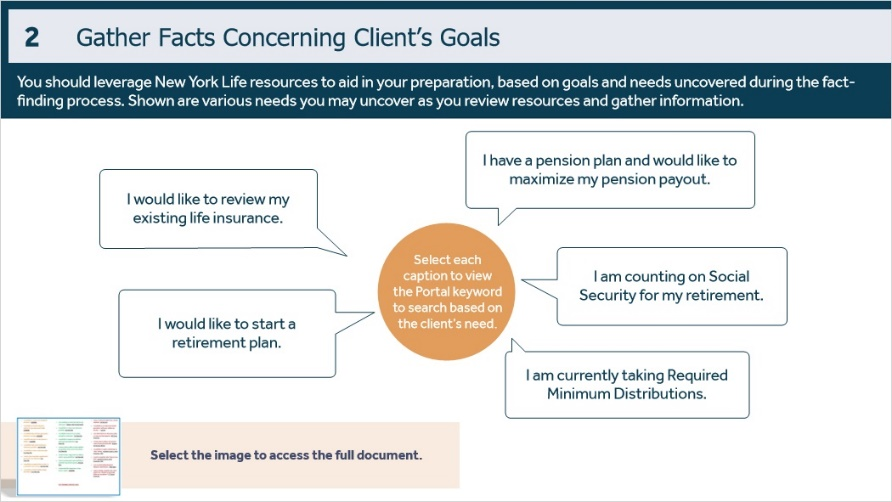 2 Gather Facts Concerning Client's Goals
You should leverage New York Life resources to aid in your preparation, based on goals and needs uncovered during the fact-
finding process. Shown are various needs you may uncover as you review resources and gather information.
I have a pension plan and would like to
maximize my pension payout.
I would like to review my
existing life insurance.
Select each
caption to view
the Portal keyword
to search based on
the client's need.
I am counting on Social
Security for my retirement.
I would like to start a
retirement plan.
I am currently taking Required
Minimum Distributions.
Select the image to access the full document.